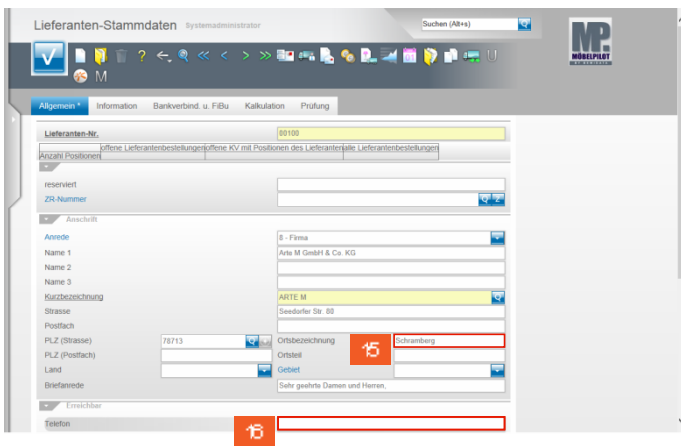 Lieferanten-Stammdaten Systemadministrator Suchen (Alt+s)
MP
MÖBELPILOT
M
Allgemein * Information Bankverbind. u. FiBu Kalkulation Prüfung
Lieferanten-Nr. 80100
offene Lieferantenbestellungen offene KV mit Positionen des Lieferanten alle Lieferantenbestellungen
Anzahl Positionen
reserviert
ZR-Nummer Z
Anschrift
Anrede 8 - Firma
Name 1 Arte M GmbH & Co. KG
Name 2
Name 3
Kurzbezeichnung ARTE M
Strasse Seedorfer Str. 80
Postfach
PLZ (Strasse) 78713 Ortsbezeichnung 15 Schramberg
PLZ (Postfach) Ortsteil
Land Gebiet
Briefanrede Sehr geehrte Damen und Herren,
Erreichbar
Telefon 16